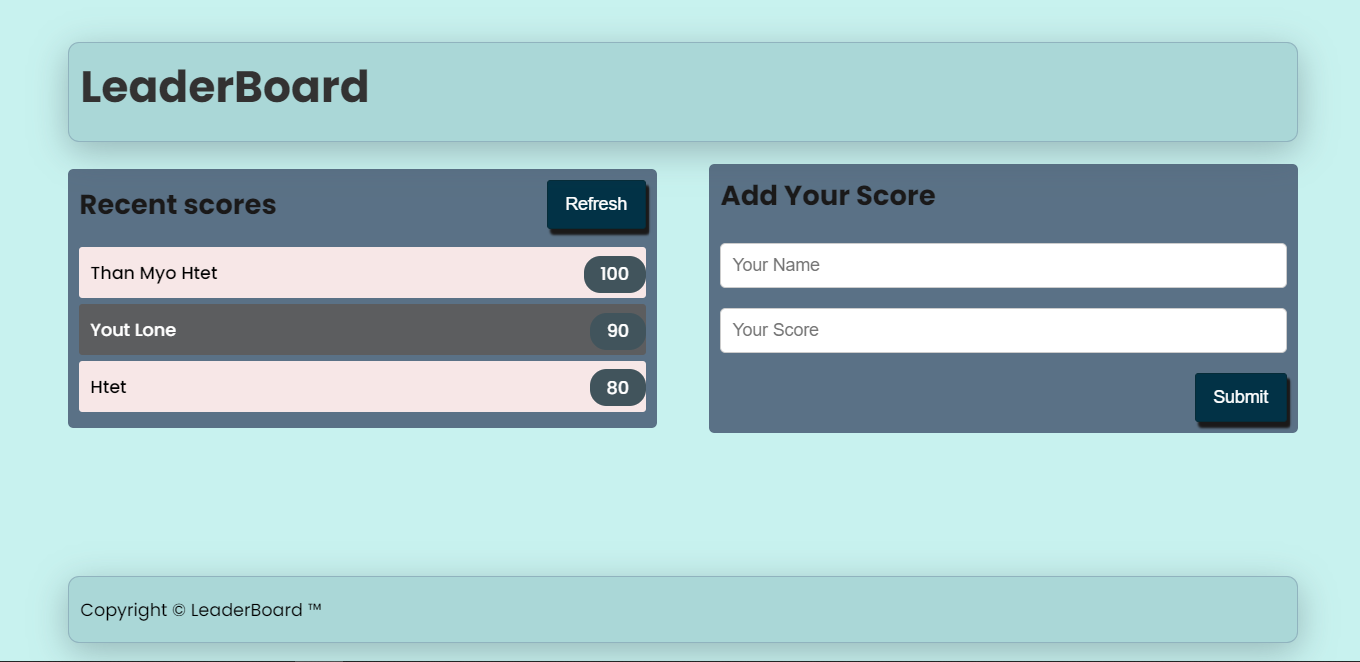 LeaderBoard
Recent scores
Refresh
Than Myo Htet
100
Yout Lone
90
Htet
80
Add Your Score
Your Name
Your Score
Submit
Copyright © LeaderBoard ™